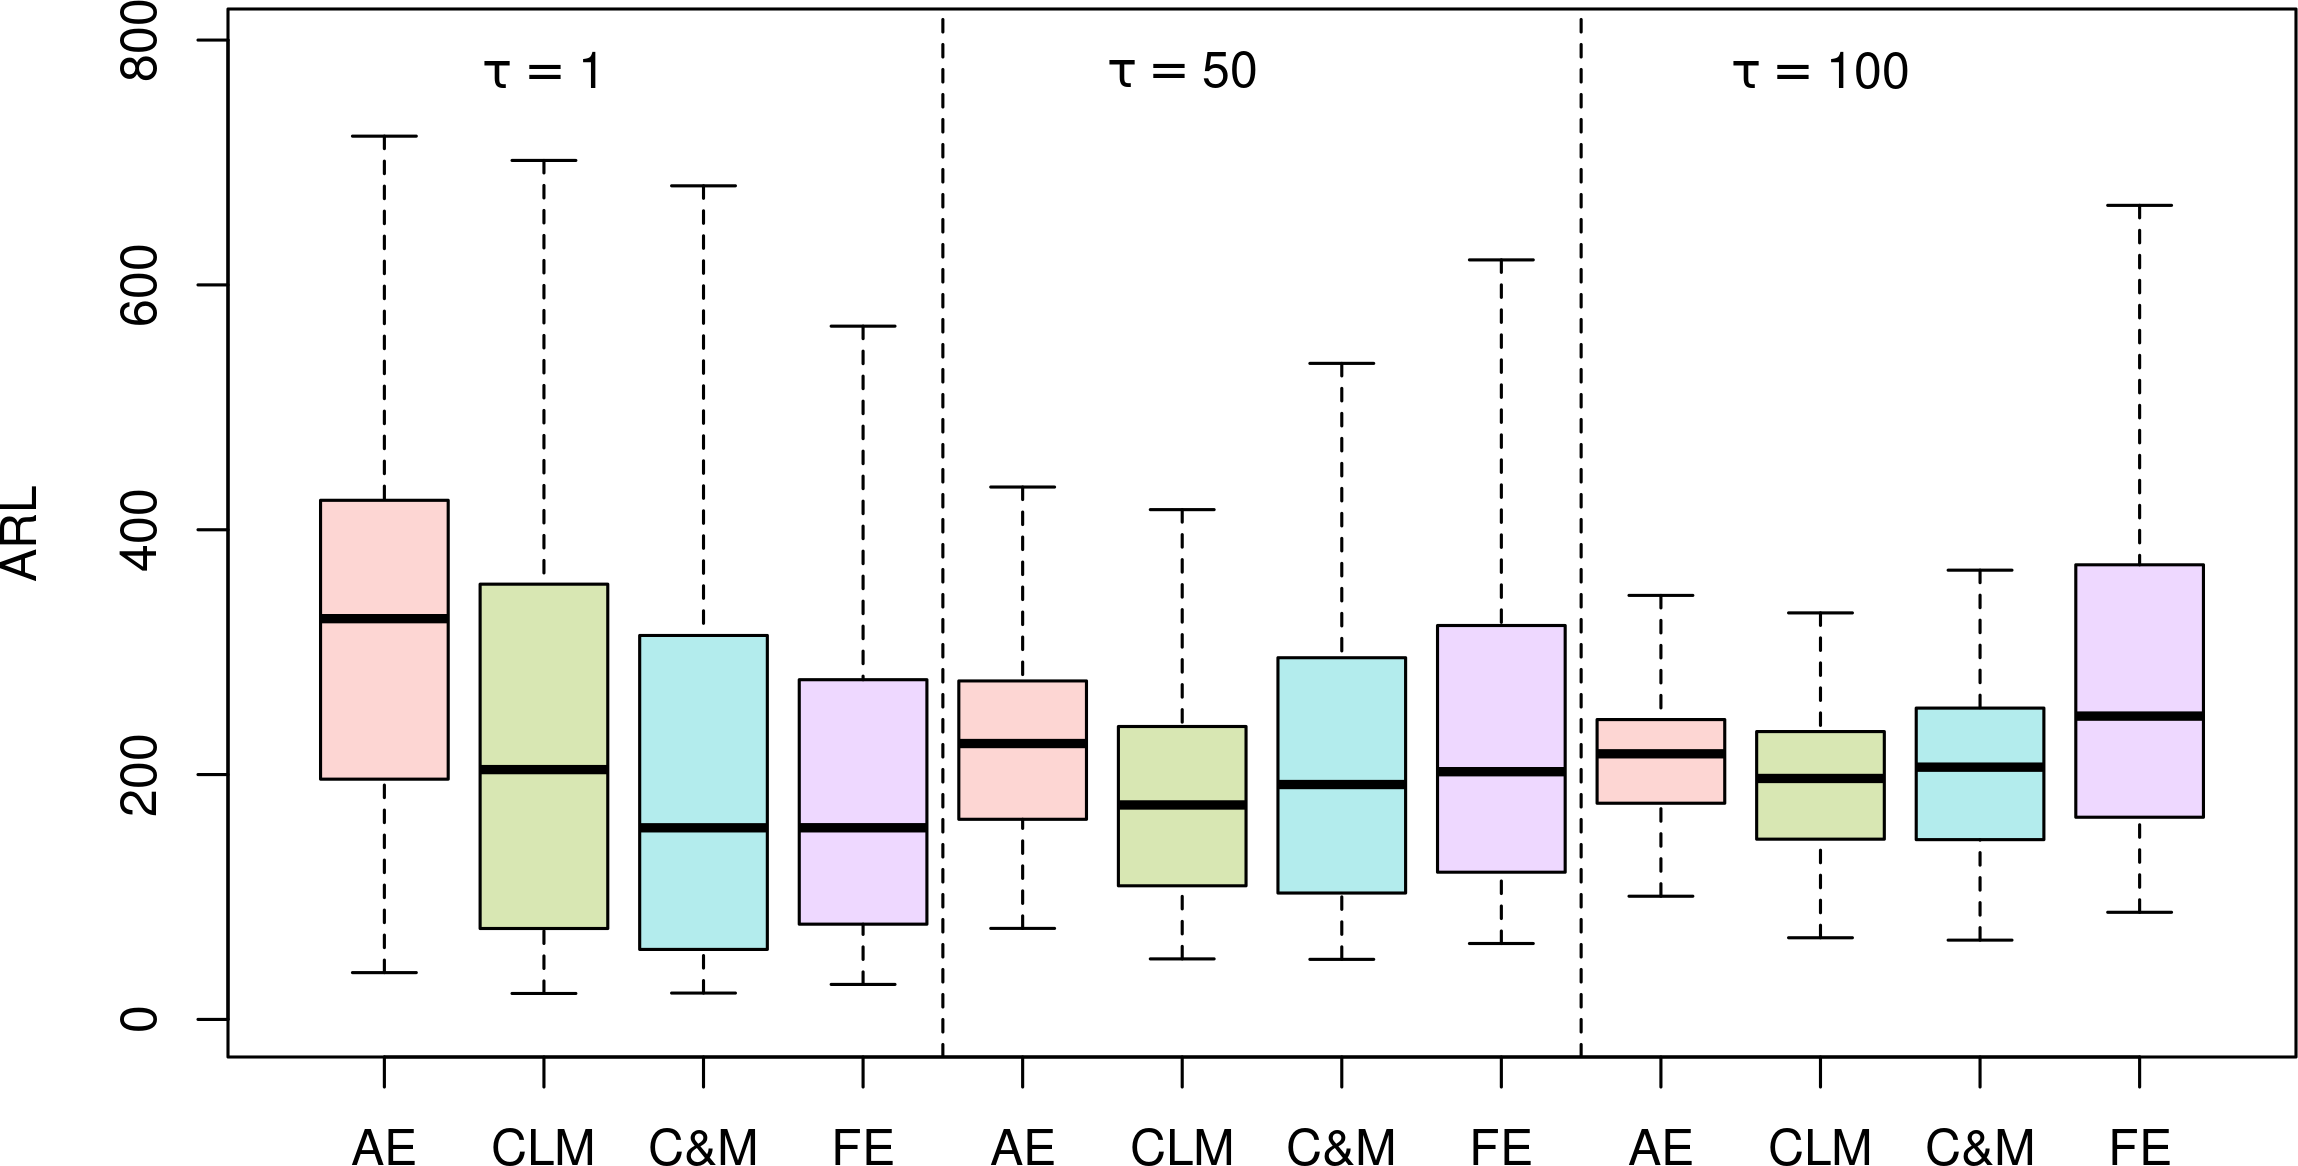 τ = 1
τ = 50
τ = 100
ARL
800
600
400
200
0
AE CLM C&M FE AE CLM C&M FE AE CLM C&M FE